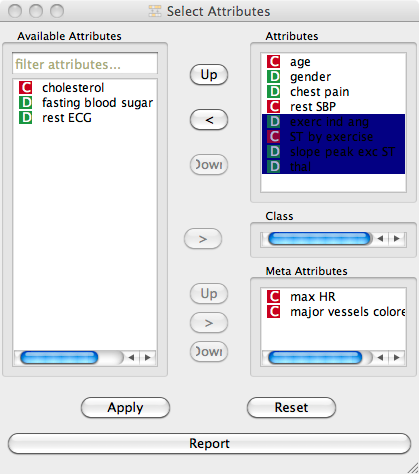 Select Attributes
Available Attributes
filter attributes...
C cholesterol
D fasting blood sugar
D rest ECG
Up
<
Down
>
Up
>
Down
Attributes
C age
D gender
D chest pain
C rest SBP
D exerc ind ang
C ST by exercise
D slope peak exc ST
D thal
Class
Meta Attributes
C max HR
C major vessels colore
Apply
Reset
Report